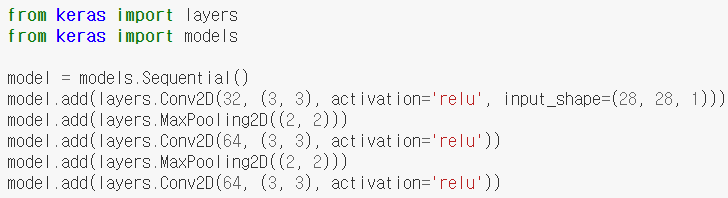 from keras import layers
from keras import models
model = models.Sequential()
model.add(layers.Conv2D(32, (3, 3), activation='relu', input_shape=(28, 28, 1)))
model.add(layers.MaxPooling2D((2, 2)))
model.add(layers.Conv2D(64, (3, 3), activation='relu'))
model.add(layers.MaxPooling2D((2, 2)))
model.add(layers.Conv2D(64, (3, 3), activation='relu'))